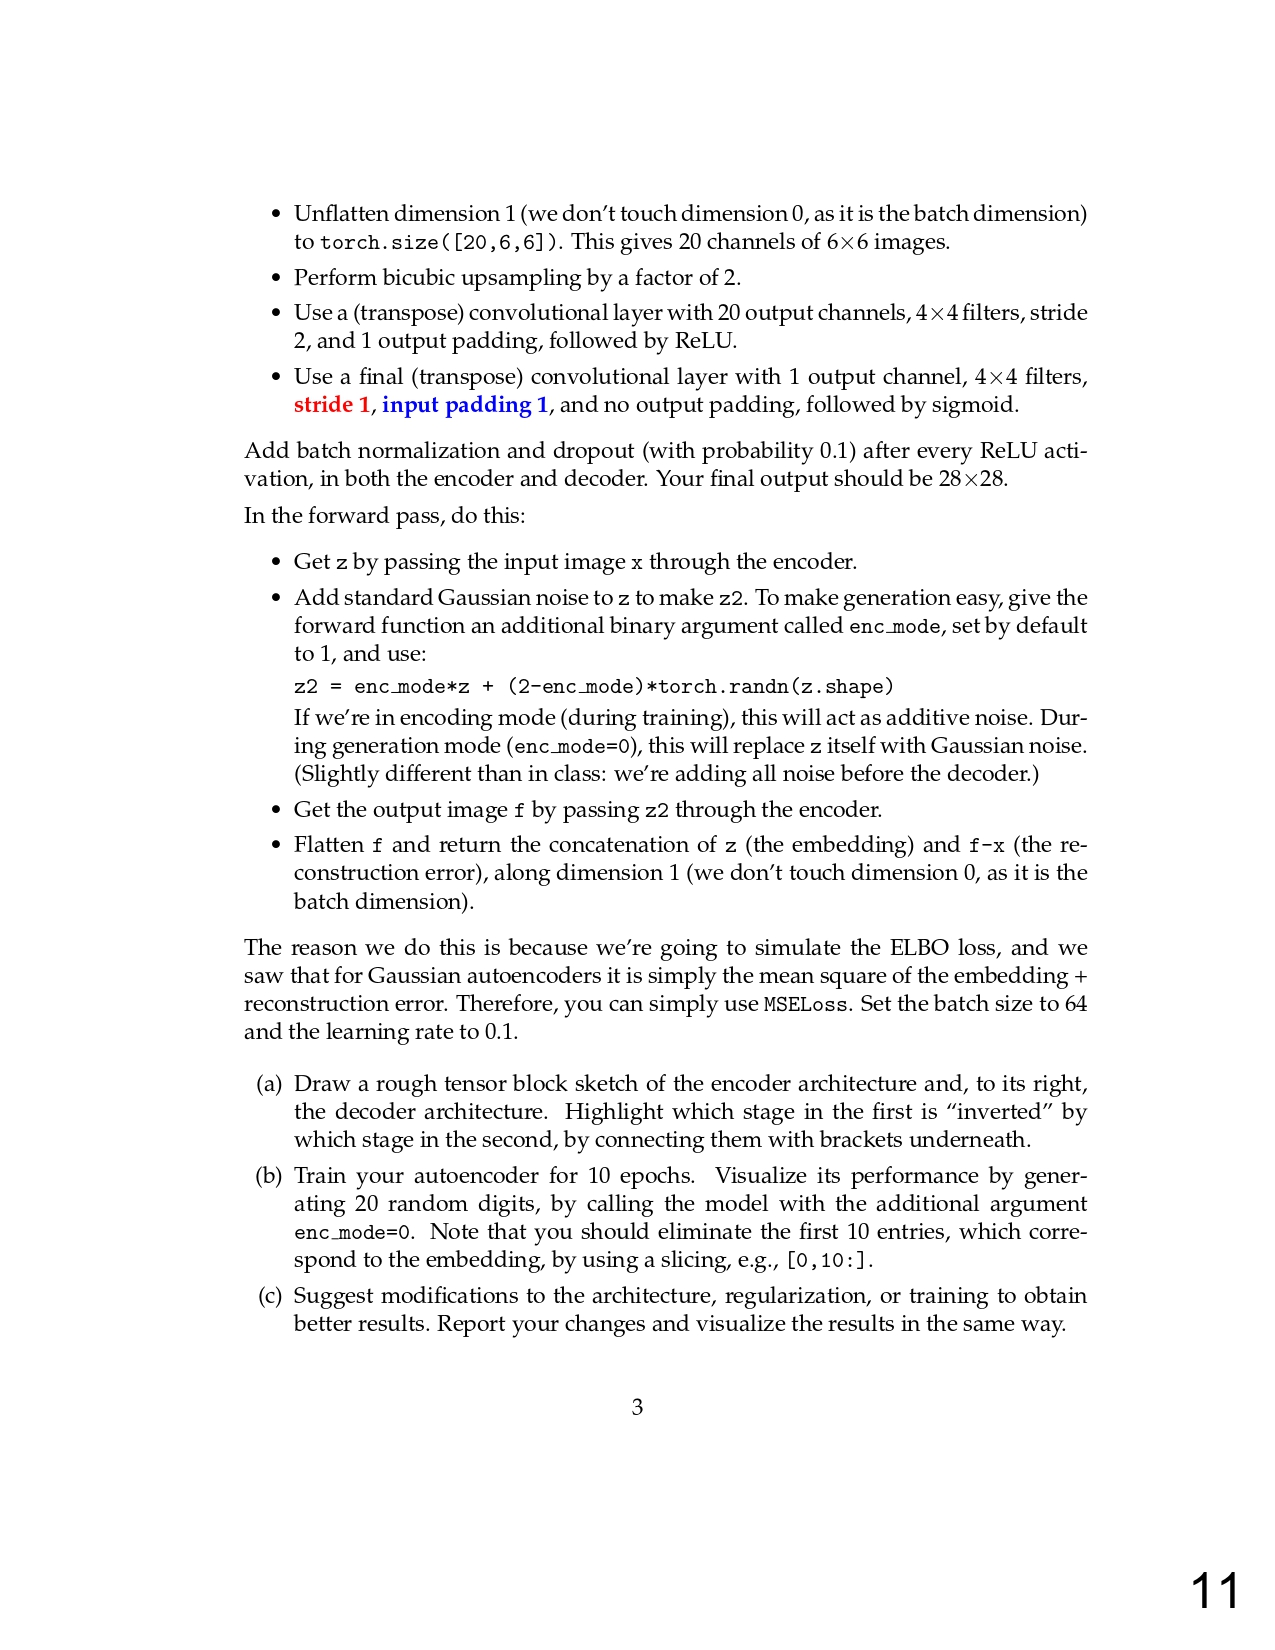 • Unflatten dimension 1 (we don't touch dimension 0, as it is the batch dimension)
to torch.size([20,6,6]). This gives 20 channels of 6×6 images.
• Perform bicubic upsampling by a factor of 2.
• Use a (transpose) convolutional layer with 20 output channels, 4×4 filters, stride
2, and 1 output padding, followed by ReLU.
• Use a final (transpose) convolutional layer with 1 output channel, 4×4 filters,
stride 1, input padding 1, and no output padding, followed by sigmoid.
Add batch normalization and dropout (with probability 0.1) after every ReLU acti-
vation, in both the encoder and decoder. Your final output should be 28×28.
In the forward pass, do this:
• Get z by passing the input image x through the encoder.
• Add standard Gaussian noise to z to make z2. To make generation easy, give the
forward function an additional binary argument called enc_mode, set by default
to 1, and use:
z2 = enc_mode*z + (2-enc_mode)*torch.randn(z.shape)
If we're in encoding mode (during training), this will act as additive noise. Dur-
ing generation mode (enc_mode=0), this will replace z itself with Gaussian noise.
(Slightly different than in class: we're adding all noise before the decoder.)
• Get the output image f by passing z2 through the encoder.
• Flatten f and return the concatenation of z (the embedding) and f-x (the re-
construction error), along dimension 1 (we don't touch dimension 0, as it is the
batch dimension).
The reason we do this is because we're going to simulate the ELBO loss, and we
saw that for Gaussian autoencoders it is simply the mean square of the embedding +
reconstruction error. Therefore, you can simply use MSELoss. Set the batch size to 64
and the learning rate to 0.1.
(a) Draw a rough tensor block sketch of the encoder architecture and, to its right,
the decoder architecture. Highlight which stage in the first is “inverted” by
which stage in the second, by connecting them with brackets underneath.
(b) Train your autoencoder for 10 epochs. Visualize its performance by gener-
ating 20 random digits, by calling the model with the additional argument
enc_mode=0. Note that you should eliminate the first 10 entries, which corre-
spond to the embedding, by using a slicing, e.g., [0,10:].
(c) Suggest modifications to the architecture, regularization, or training to obtain
better results. Report your changes and visualize the results in the same way.
3
11